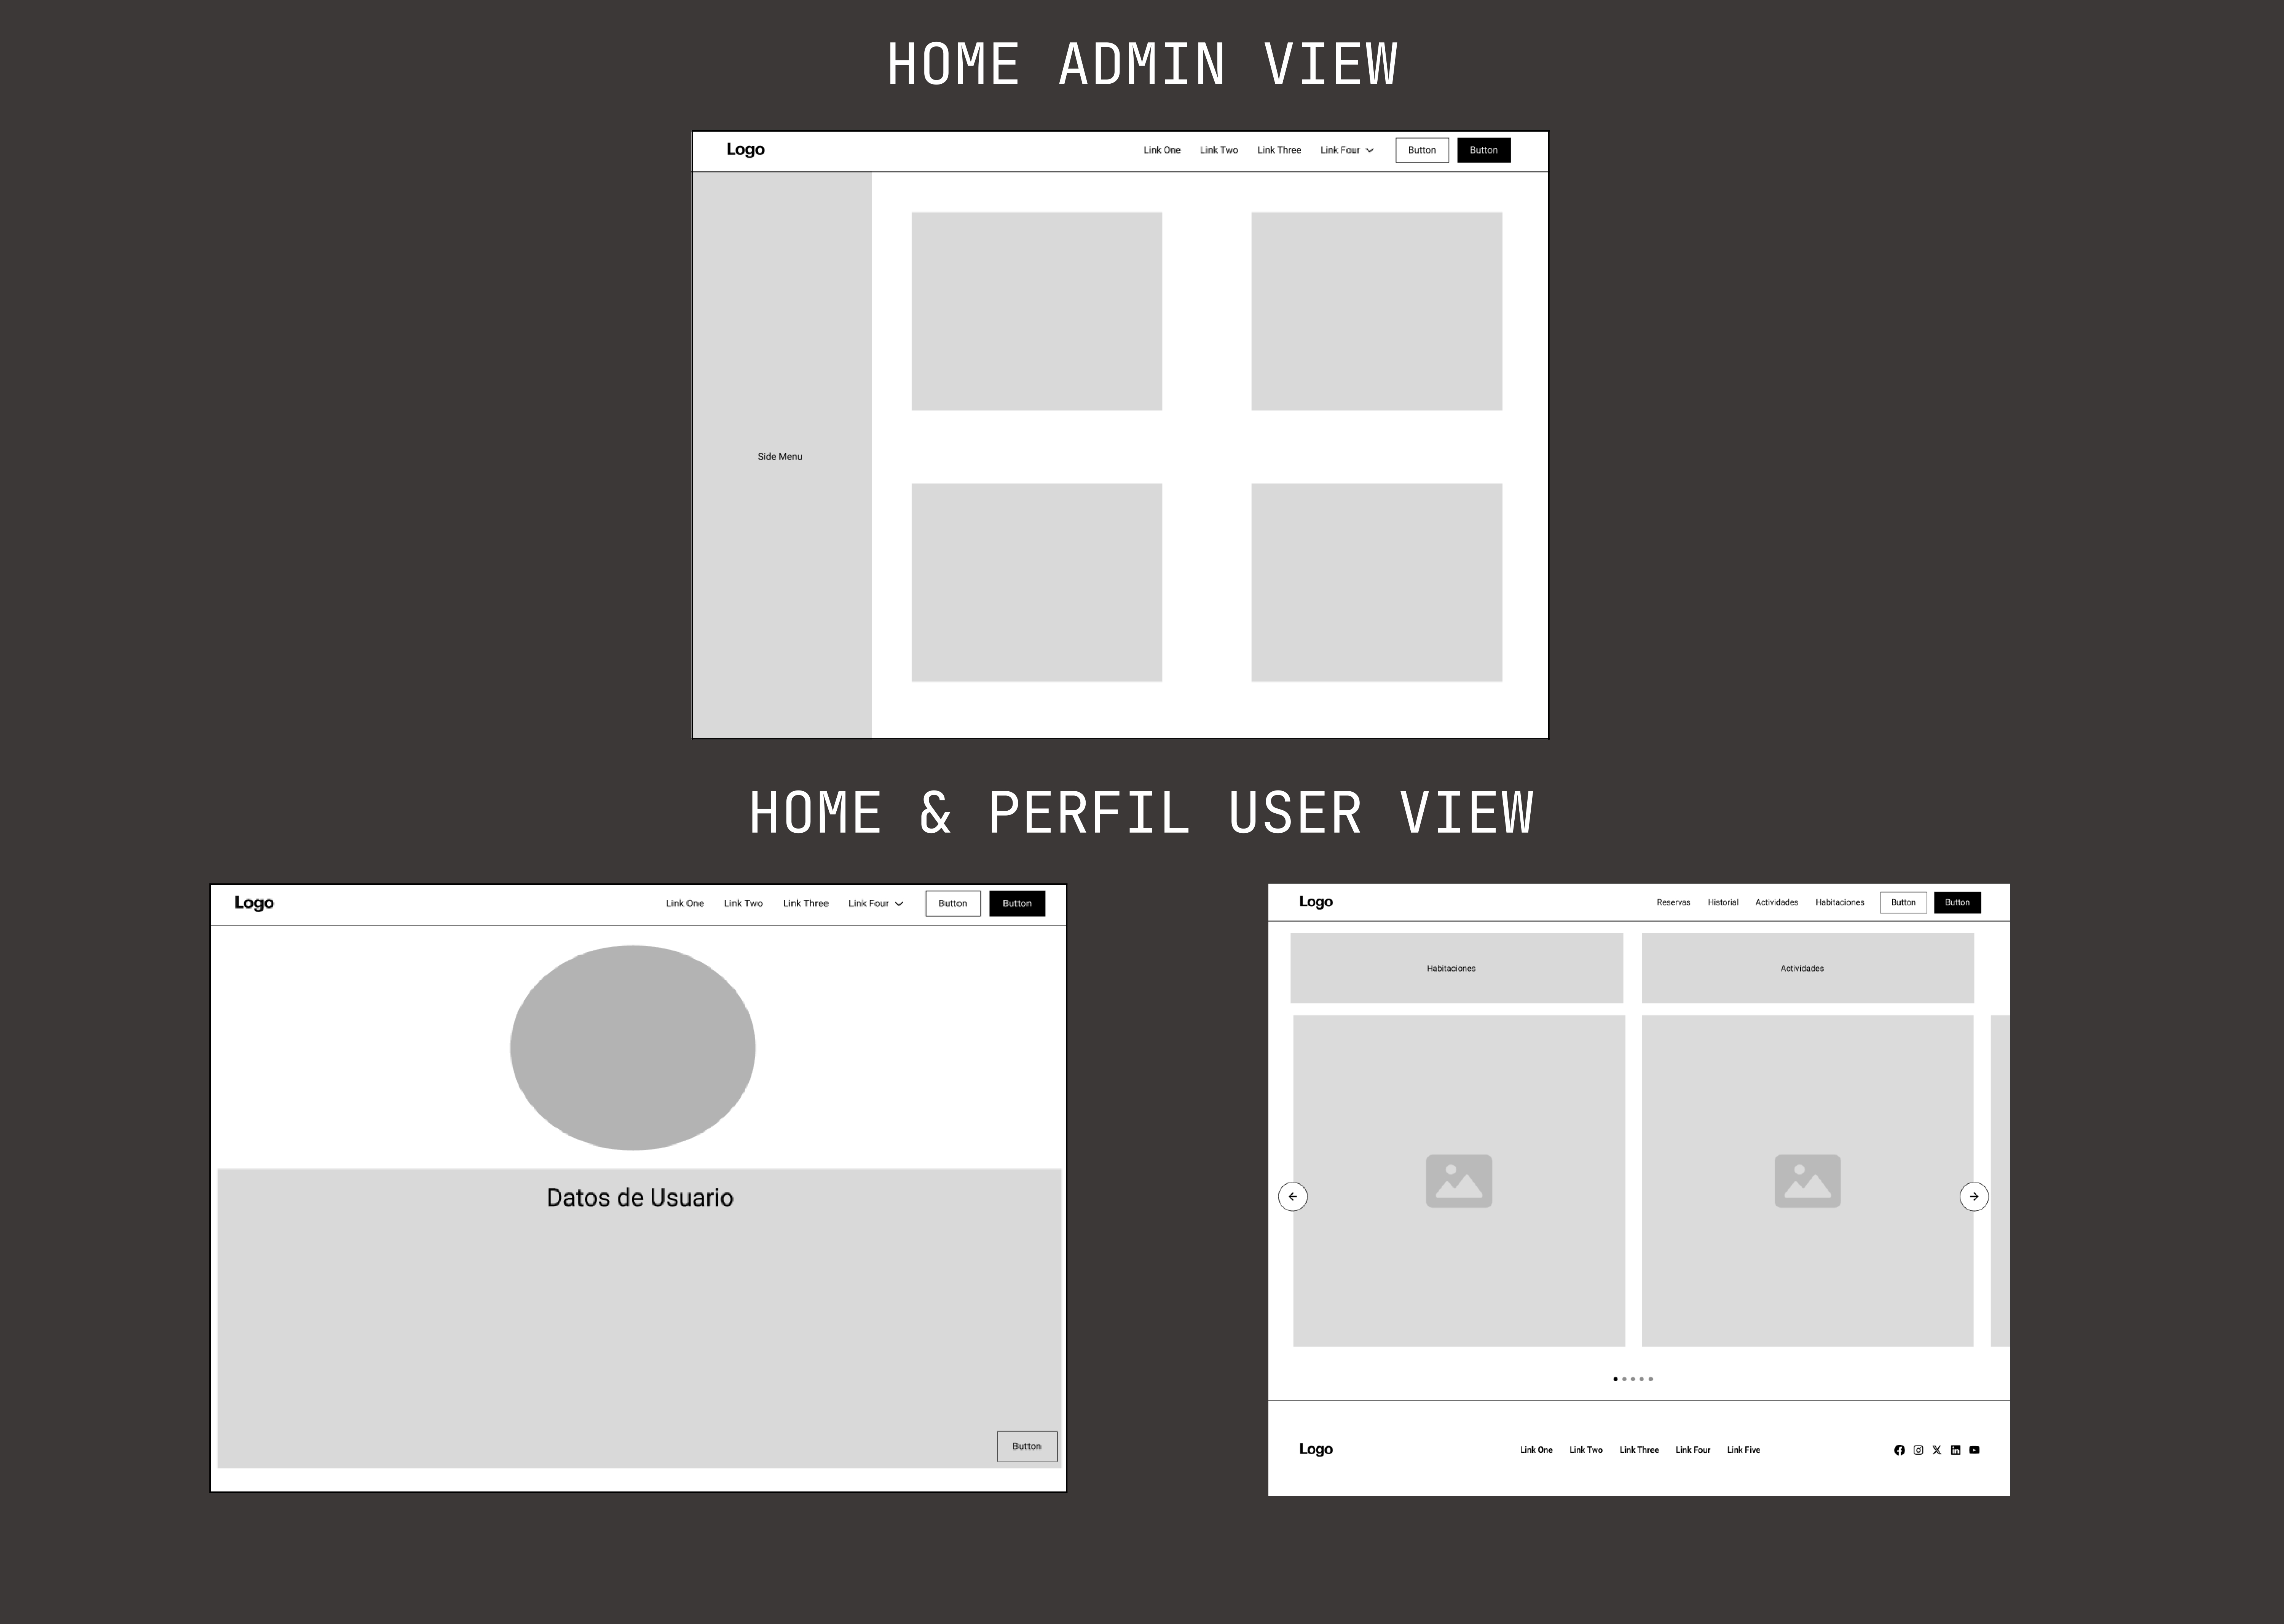 HOME ADMIN VIEW
Logo Link One Link Two Link Three Link Four Button Button
Side Menu
HOME & PERFIL USER VIEW
Logo Link One Link Two Link Three Link Four Button Button
Datos de Usuario
Button
Logo Reservas Historial Actividades Habitaciones Button Button
Habitaciones Actividades
Logo Link One Link Two Link Three Link Four Link Five